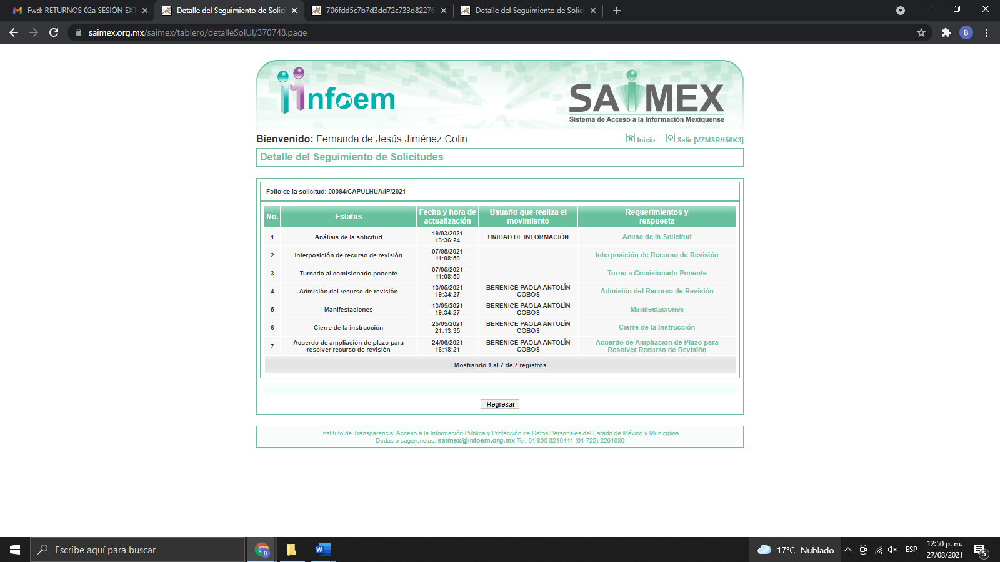 Fwd: RETURNOS 02a SESIÓN EXT
Detalle del Seguimiento de Solici
706fdd5c7b7d3dd72c733d82276
Detalle del Seguimiento de Solici
saimex.org.mx/saimex/tablero/detalleSolUI/370748.page
B
infoem
SAIMEX
Sistema de Acceso a la Información Mexiquense
Bienvenido: Fernanda de Jesús Jiménez Colin
Inicio
Salir [VZMSRH56K3]
Detalle del Seguimiento de Solicitudes
Folio de la solicitud: 00094/CAPULHUA/IP/2021
No. Estatus Fecha y hora de actualización Usuario que realiza el movimiento Requerimientos y respuesta
1 Análisis de la solicitud 19/03/2021 13:36:24 UNIDAD DE INFORMACIÓN Acuse de la Solicitud
2 Interposición de recurso de revisión 07/05/2021 11:08:50 Interposición de Recurso de Revisión
3 Turnado al comisionado ponente 07/05/2021 11:08:50 Turno a Comisionado Ponente
4 Admisión del recurso de revisión 13/05/2021 19:34:27 BERENICE PAOLA ANTOLÍN COBOS Admisión del Recurso de Revisión
5 Manifestaciones 13/05/2021 19:34:27 BERENICE PAOLA ANTOLÍN COBOS Manifestaciones
6 Cierre de la instrucción 25/05/2021 21:13:35 BERENICE PAOLA ANTOLÍN COBOS Cierre de la Instrucción
7 Acuerdo de ampliación de plazo para resolver recurso de revisión 24/06/2021 16:18:21 BERENICE PAOLA ANTOLÍN COBOS Acuerdo de Ampliacion de Plazo para Resolver Recurso de Revisión
Mostrando 1 al 7 de 7 registros
Regresar
Instituto de Transparencia, Acceso a la Información Pública y Protección de Datos Personales del Estado de México y Municipios
Dudas o sugerencias: saimex@infoem.org.mx Tel. 01 800 8210441 (01 722) 2261980
Escribe aquí para buscar
B
W
17°C Nublado
ESP
12:50 p. m.
27/08/2021
5